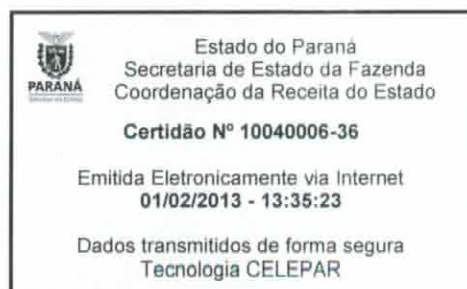 PARANÁ
Estado do Paraná
Secretaria de Estado da Fazenda
Coordenação da Receita do Estado
Certidão Nº 10040006-36
Emitida Eletronicamente via Internet
01/02/2013 - 13:35:23
Dados transmitidos de forma segura
Tecnologia CELEPAR